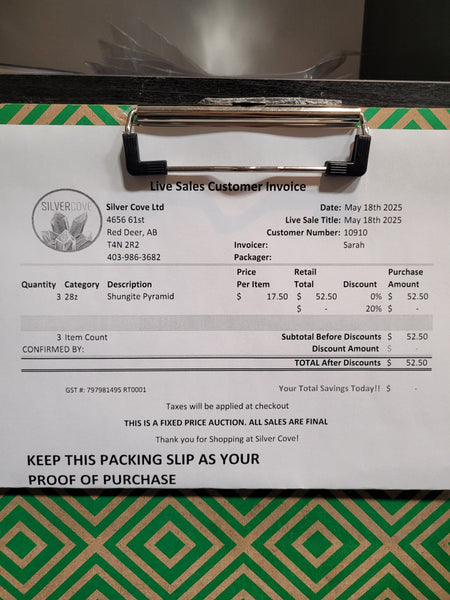 Live Sales Customer Invoice
SILVERCOVE
Silver Cove Ltd
4656 61st
Red Deer, AB
T4N 2R2
403-986-3682
Date: May 18th 2025
Live Sale Title: May 18th 2025
Customer Number: 10910
Invoicer: Sarah
Packager:
Quantity Category Description Price Per Item Retail Total Discount Purchase Amount
3 28z Shungite Pyramid $ 17.50 $ 52.50 0% $ 52.50
$ - 20% $ -
3 Item Count Subtotal Before Discounts $ 52.50
CONFIRMED BY: Discount Amount $ -
TOTAL After Discounts $ 52.50
GST #: 797981495 RT0001 Your Total Savings Today!! $ -
Taxes will be applied at checkout
THIS IS A FIXED PRICE AUCTION. ALL SALES ARE FINAL
Thank you for Shopping at Silver Cove!
KEEP THIS PACKING SLIP AS YOUR
PROOF OF PURCHASE